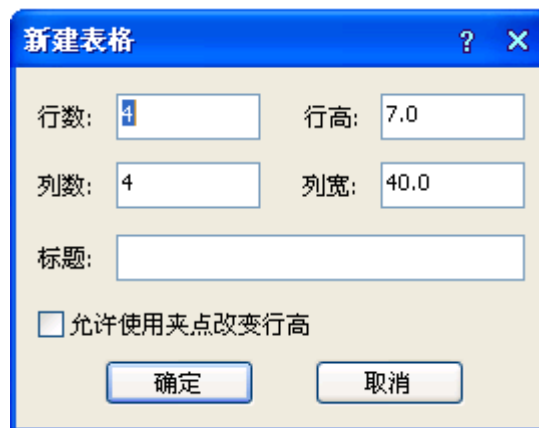 新建表格 ?
行数: 4 行高: 7.0
列数: 4 列宽: 40.0
标题:
允许使用夹点改变行高
确定 取消